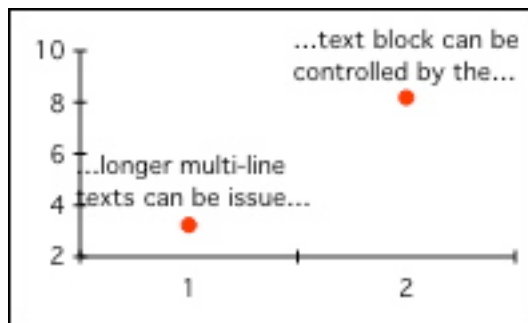 ...text block can be
controlled by the...
10
8
6
...longer multi-line
texts can be issue...
4
2
1
2